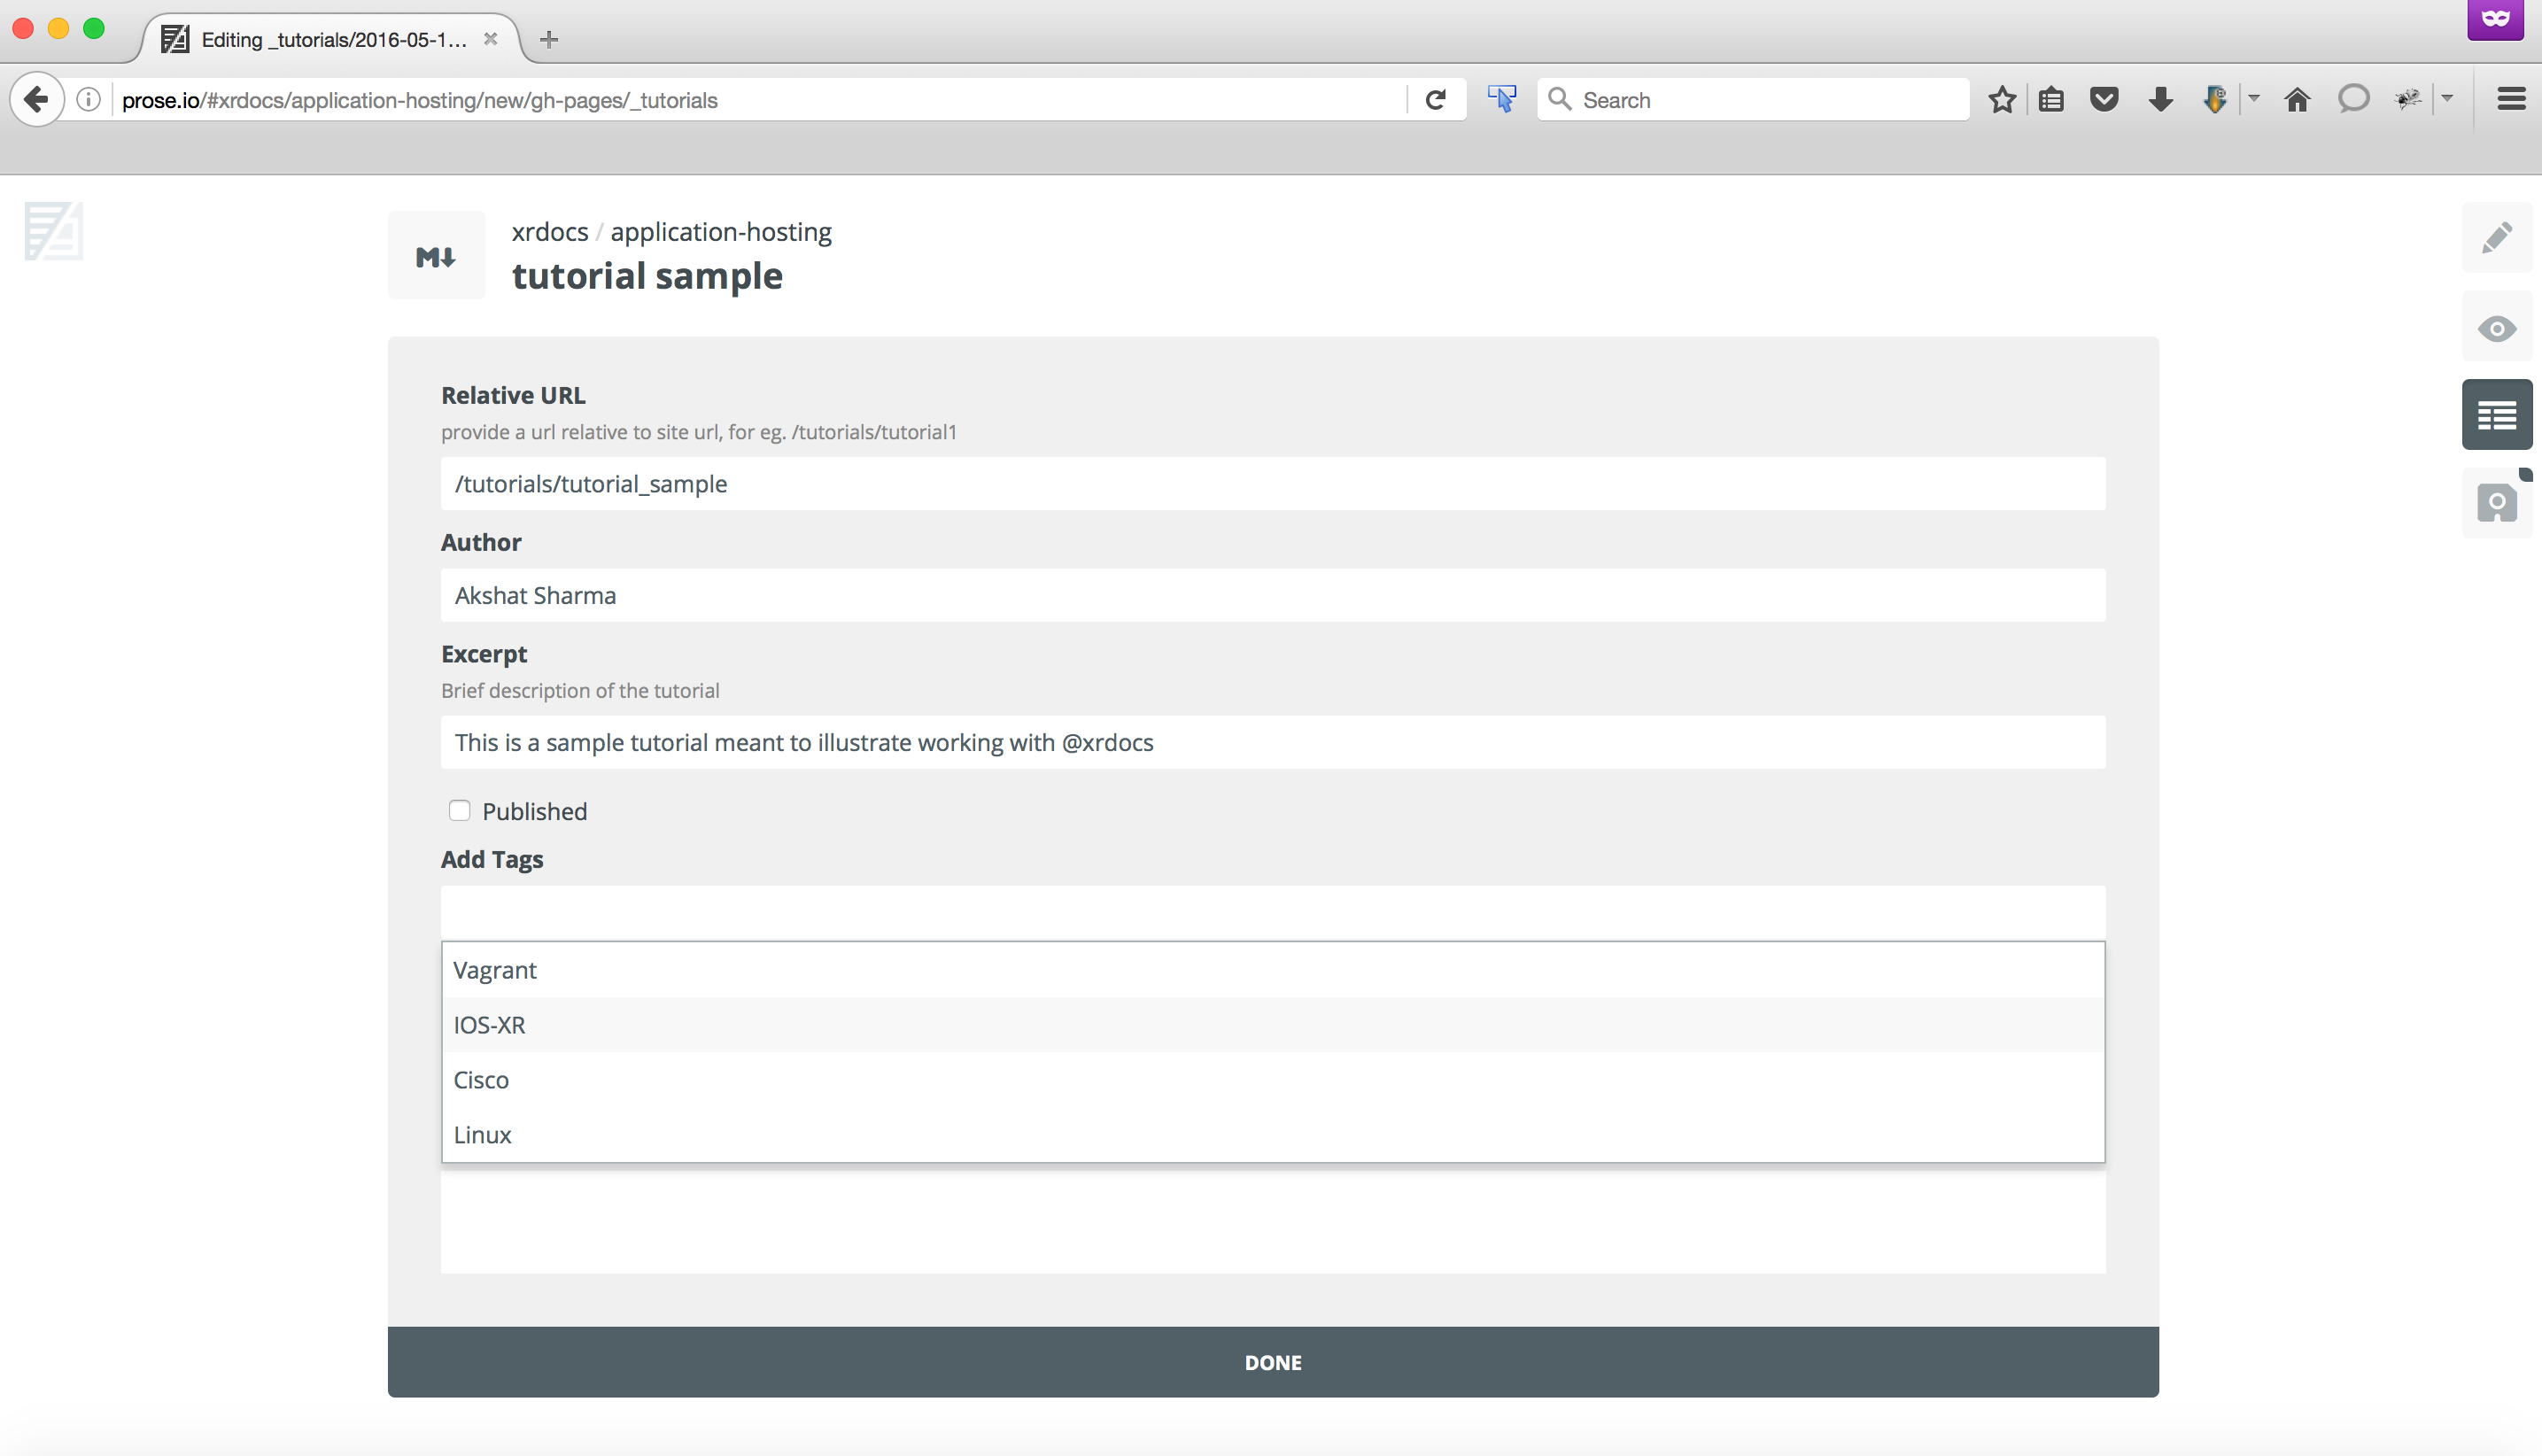 Editing _tutorials/2016-05-1...
prose.io/#xrdocs/application-hosting/new/gh-pages/_tutorials
Search
M
xrdocs / application-hosting
tutorial sample
Relative URL
provide a url relative to site url, for eg. /tutorials/tutorial1
/tutorials/tutorial_sample
Author
Akshat Sharma
Excerpt
Brief description of the tutorial
This is a sample tutorial meant to illustrate working with @xrdocs
Published
Add Tags
Vagrant
IOS-XR
Cisco
Linux
DONE